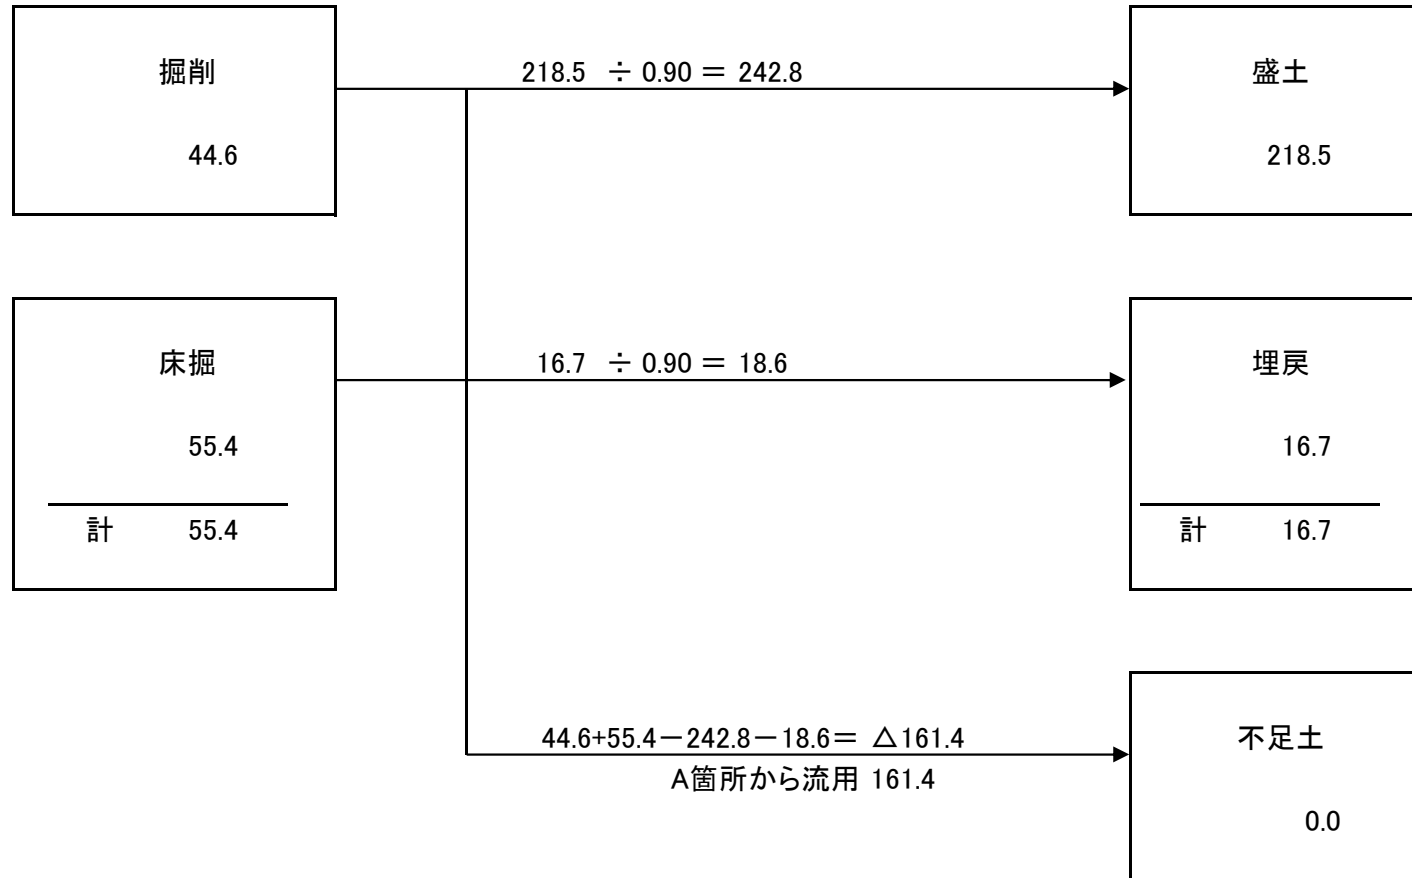 掘削
44.6
218.5 ÷ 0.90 = 242.8
盛土
218.5
床掘
55.4
計 55.4
16.7 ÷ 0.90 = 18.6
埋戻
16.7
計 16.7
44.6+55.4-242.8-18.6= △161.4
A箇所から流用 161.4
不足土
0.0